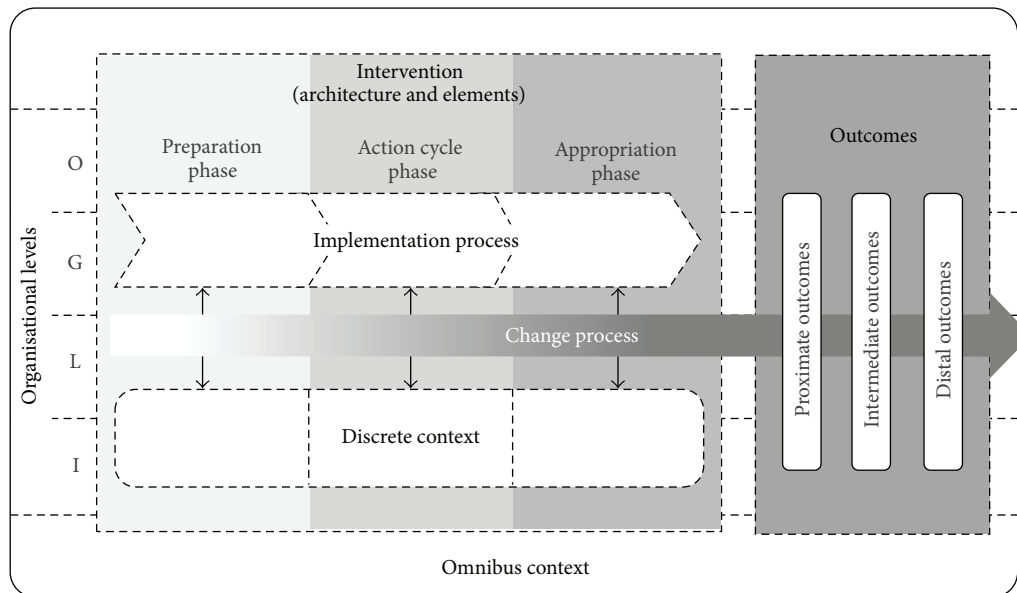 Intervention
(architecture and elements)
Preparation
phase
Action cycle
phase
Appropriation
phase
Implementation process
Change process
Discrete context
Organisational levels
O
G
L
I
Outcomes
Proximate outcomes
Intermediate outcomes
Distal outcomes
Omnibus context